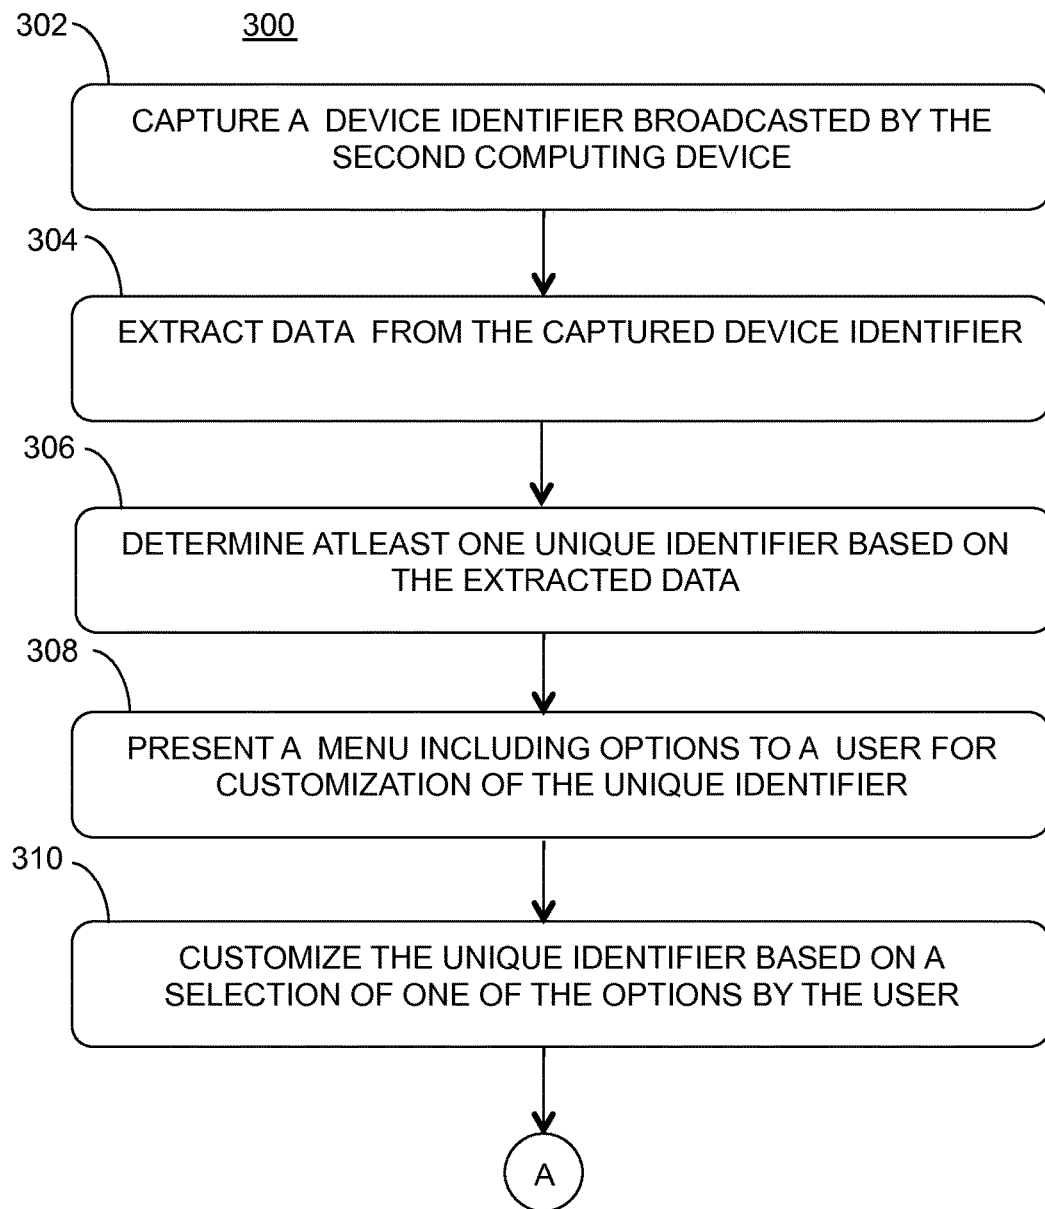 302
300
CAPTURE A DEVICE IDENTIFIER BROADCASTED BY THE
SECOND COMPUTING DEVICE
304
EXTRACT DATA FROM THE CAPTURED DEVICE IDENTIFIER
306
DETERMINE ATLEAST ONE UNIQUE IDENTIFIER BASED ON
THE EXTRACTED DATA
308
PRESENT A MENU INCLUDING OPTIONS TO A USER FOR
CUSTOMIZATION OF THE UNIQUE IDENTIFIER
310
CUSTOMIZE THE UNIQUE IDENTIFIER BASED ON A
SELECTION OF ONE OF THE OPTIONS BY THE USER
A